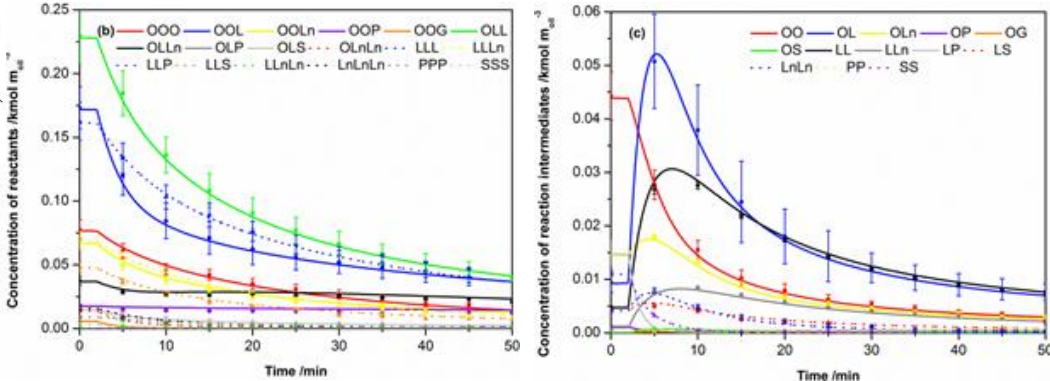 (b) OOO OOL OOLn OOP OOG OLL
OLLn OLP OLS OLnLn LLL LLLn
LLP LLS LLnLn LnLnLn PPP SSS
Concentration of reactants /kmol m
0.25
0.20
0.15
0.10
0.05
0.00
0 10 20 30 40 50
Time /min
(c) OO OL OLn OP OG
OS LL LLn LP LS
LnLn PP SS
Concentration of reaction intermediates /kmol m_oil^-3
0.06
0.05
0.04
0.03
0.02
0.01
0.00
0 10 20 30 40 50
Time /min